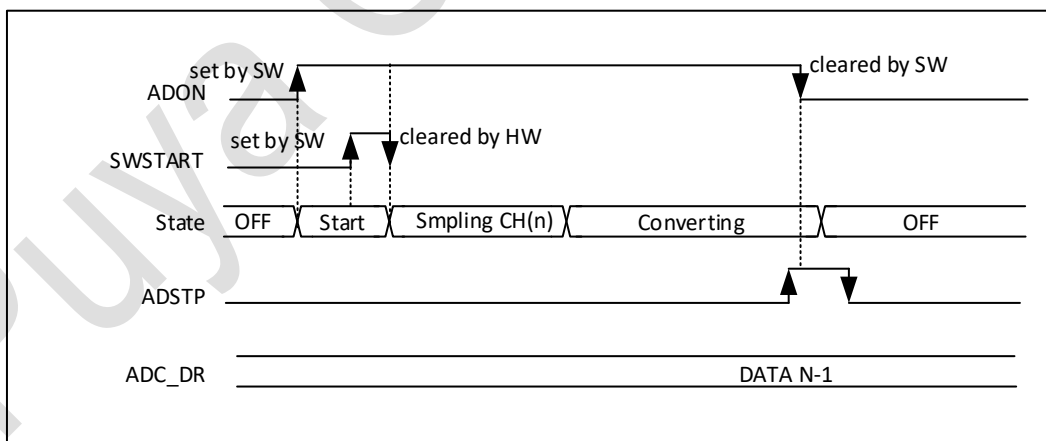 set by SW
cleared by SW
ADON
set by SW
cleared by HW
SWSTART
State OFF Start Smpling CH(n) Converting OFF
ADSTP
ADC_DR DATA N-1
Puya